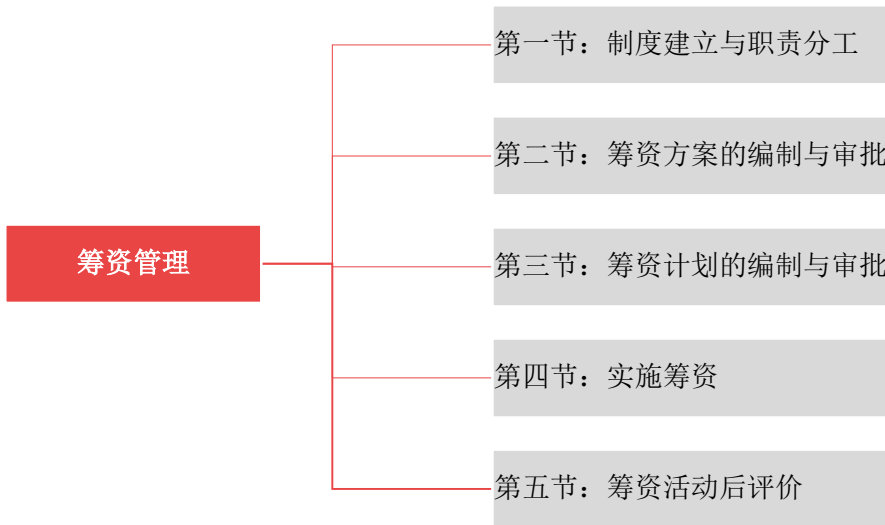 第一节：制度建立与职责分工
第二节：筹资方案的编制与审批
筹资管理
第三节：筹资计划的编制与审批
第四节：实施筹资
第五节：筹资活动后评价